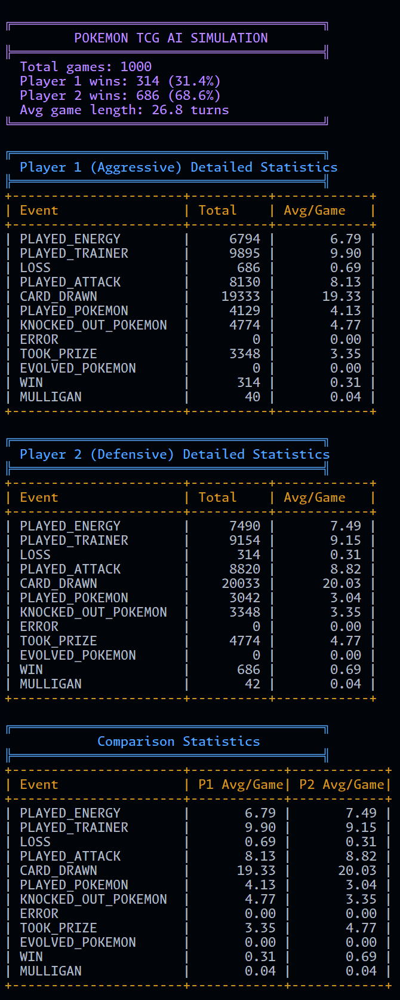 POKEMON TCG AI SIMULATION
Total games: 1000
Player 1 wins: 314 (31.4%)
Player 2 wins: 686 (68.6%)
Avg game length: 26.8 turns
Player 1 (Aggressive) Detailed Statistics
| Event | Total | Avg/Game |
| PLAYED_ENERGY | 6794 | 6.79 |
| PLAYED_TRAINER | 9895 | 9.90 |
| LOSS | 686 | 0.69 |
| PLAYED_ATTACK | 8130 | 8.13 |
| CARD_DRAWN | 19333 | 19.33 |
| PLAYED_POKEMON | 4129 | 4.13 |
| KNOCKED_OUT_POKEMON | 4774 | 4.77 |
| ERROR | 0 | 0.00 |
| TOOK_PRIZE | 3348 | 3.35 |
| EVOLVED_POKEMON | 0 | 0.00 |
| WIN | 314 | 0.31 |
| MULLIGAN | 40 | 0.04 |
Player 2 (Defensive) Detailed Statistics
| Event | Total | Avg/Game |
| PLAYED_ENERGY | 7490 | 7.49 |
| PLAYED_TRAINER | 9154 | 9.15 |
| LOSS | 314 | 0.31 |
| PLAYED_ATTACK | 8820 | 8.82 |
| CARD_DRAWN | 20033 | 20.03 |
| PLAYED_POKEMON | 3042 | 3.04 |
| KNOCKED_OUT_POKEMON | 3348 | 3.35 |
| ERROR | 0 | 0.00 |
| TOOK_PRIZE | 4774 | 4.77 |
| EVOLVED_POKEMON | 0 | 0.00 |
| WIN | 686 | 0.69 |
| MULLIGAN | 42 | 0.04 |
Comparison Statistics
| Event | P1 Avg/Game| P2 Avg/Game|
| PLAYED_ENERGY | 6.79 | 7.49 |
| PLAYED_TRAINER | 9.90 | 9.15 |
| LOSS | 0.69 | 0.31 |
| PLAYED_ATTACK | 8.13 | 8.82 |
| CARD_DRAWN | 19.33 | 20.03 |
| PLAYED_POKEMON | 4.13 | 3.04 |
| KNOCKED_OUT_POKEMON | 4.77 | 3.35 |
| ERROR | 0.00 | 0.00 |
| TOOK_PRIZE | 3.35 | 4.77 |
| EVOLVED_POKEMON | 0.00 | 0.00 |
| WIN | 0.31 | 0.69 |
| MULLIGAN | 0.04 | 0.04 |